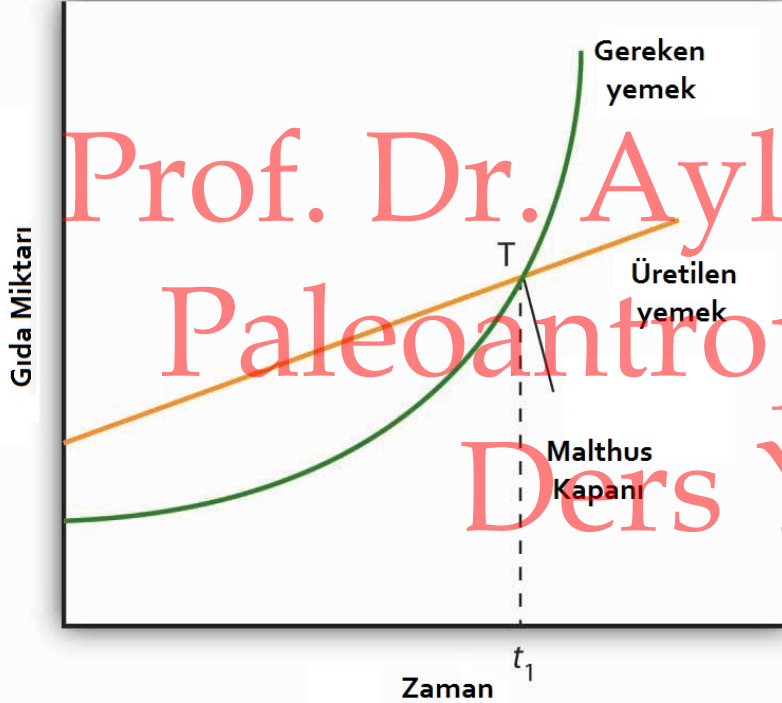 Gereken
yemek
Prof. Dr. Ayl
T
Üretilen
yemek
Gıda Miktarı
Paleoantro
Malthus
Kapanı
Ders
t1
Zaman